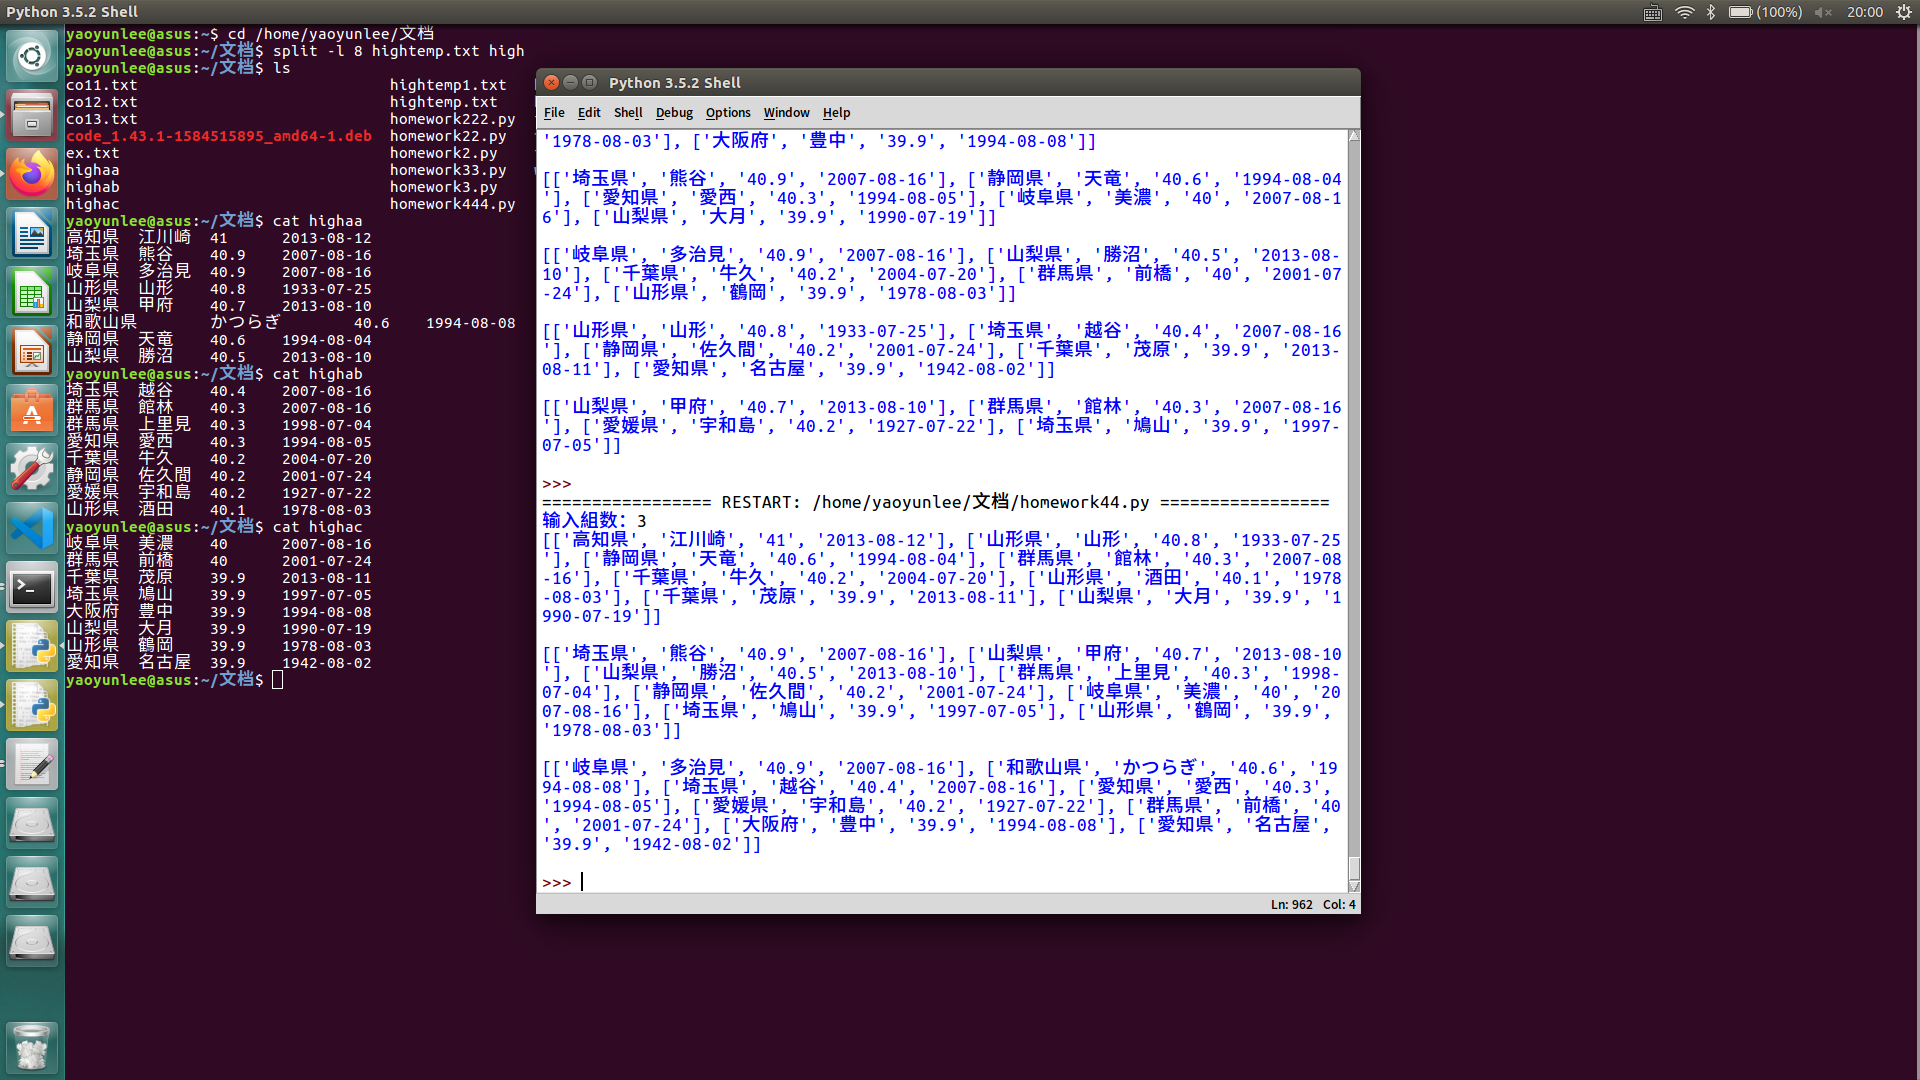 Python 3.5.2 Shell
(100%)
20:00
yaoyunlee@asus:~$ cd /home/yaoyunlee/文档
yaoyunlee@asus:~/文档$ split -l 8 hightemp.txt high
yaoyunlee@asus:~/文档$ ls
co11.txt hightemp1.txt
co12.txt hightemp.txt
co13.txt homework222.py
code_1.43.1-1584515895_amd64-1.deb homework22.py
ex.txt homework2.py
highaa homework33.py
highab homework3.py
highac homework444.py
yaoyunlee@asus:~/文档$ cat highaa
高知県 江川崎 41 2013-08-12
埼玉県 熊谷 40.9 2007-08-16
岐阜県 多治見 40.9 2007-08-16
山形県 山形 40.8 1933-07-25
山梨県 甲府 40.7 2013-08-10
和歌山県 かつらぎ 40.6 1994-08-08
静岡県 天竜 40.6 1994-08-04
山梨県 勝沼 40.5 2013-08-10
yaoyunlee@asus:~/文档$ cat highab
埼玉県 越谷 40.4 2007-08-16
群馬県 館林 40.3 2007-08-16
群馬県 上里見 40.3 1998-07-04
愛知県 愛西 40.3 1994-08-05
千葉県 牛久 40.2 2004-07-20
静岡県 佐久間 40.2 2001-07-24
愛媛県 宇和島 40.2 1927-07-22
山形県 酒田 40.1 1978-08-03
yaoyunlee@asus:~/文档$ cat highac
岐阜県 美濃 40 2007-08-16
群馬県 前橋 40 2001-07-24
千葉県 茂原 39.9 2013-08-11
埼玉県 鳩山 39.9 1997-07-05
大阪府 豊中 39.9 1994-08-08
山梨県 大月 39.9 1990-07-19
山形県 鶴岡 39.9 1978-08-03
愛知県 名古屋 39.9 1942-08-02
yaoyunlee@asus:~/文档$
Python 3.5.2 Shell
File Edit Shell Debug Options Window Help
'1978-08-03'], ['大阪府', '豊中', '39.9', '1994-08-08']]
[['埼玉県', '熊谷', '40.9', '2007-08-16'], ['静岡県', '天竜', '40.6', '1994-08-04
'], ['愛知県', '愛西', '40.3', '1994-08-05'], ['岐阜県', '美濃', '40', '2007-08-1
6'], ['山梨県', '大月', '39.9', '1990-07-19']]
[['岐阜県', '多治見', '40.9', '2007-08-16'], ['山梨県', '勝沼', '40.5', '2013-08-
10'], ['千葉県', '牛久', '40.2', '2004-07-20'], ['群馬県', '前橋', '40', '2001-07
-24'], ['山形県', '鶴岡', '39.9', '1978-08-03']]
[['山形県', '山形', '40.8', '1933-07-25'], ['埼玉県', '越谷', '40.4', '2007-08-16
'], ['静岡県', '佐久間', '40.2', '2001-07-24'], ['千葉県', '茂原', '39.9', '2013-
08-11'], ['愛知県', '名古屋', '39.9', '1942-08-02']]
[['山梨県', '甲府', '40.7', '2013-08-10'], ['群馬県', '館林', '40.3', '2007-08-16
'], ['愛媛県', '宇和島', '40.2', '1927-07-22'], ['埼玉県', '鳩山', '39.9', '1997-
07-05']]
>>>
================= RESTART: /home/yaoyunlee/文档/homework44.py =================
输入組数: 3
[['高知県', '江川崎', '41', '2013-08-12'], ['山形県', '山形', '40.8', '1933-07-25
'], ['静岡県', '天竜', '40.6', '1994-08-04'], ['群馬県', '館林', '40.3', '2007-08
-16'], ['千葉県', '牛久', '40.2', '2004-07-20'], ['山形県', '酒田', '40.1', '1978
-08-03'], ['千葉県', '茂原', '39.9', '2013-08-11'], ['山梨県', '大月', '39.9', '1
990-07-19']]
[['埼玉県', '熊谷', '40.9', '2007-08-16'], ['山梨県', '甲府', '40.7', '2013-08-10
'], ['山梨県', '勝沼', '40.5', '2013-08-10'], ['群馬県', '上里見', '40.3', '1998-
07-04'], ['静岡県', '佐久間', '40.2', '2001-07-24'], ['岐阜県', '美濃', '40', '20
07-08-16'], ['埼玉県', '鳩山', '39.9', '1997-07-05'], ['山形県', '鶴岡', '39.9',
'1978-08-03']]
[['岐阜県', '多治見', '40.9', '2007-08-16'], ['和歌山県', 'かつらぎ', '40.6', '19
94-08-08'], ['埼玉県', '越谷', '40.4', '2007-08-16'], ['愛知県', '愛西', '40.3',
'1994-08-05'], ['愛媛県', '宇和島', '40.2', '1927-07-22'], ['群馬県', '前橋', '40
', '2001-07-24'], ['大阪府', '豊中', '39.9', '1994-08-08'], ['愛知県', '名古屋',
'39.9', '1942-08-02']]
>>>
Ln: 962 Col: 4